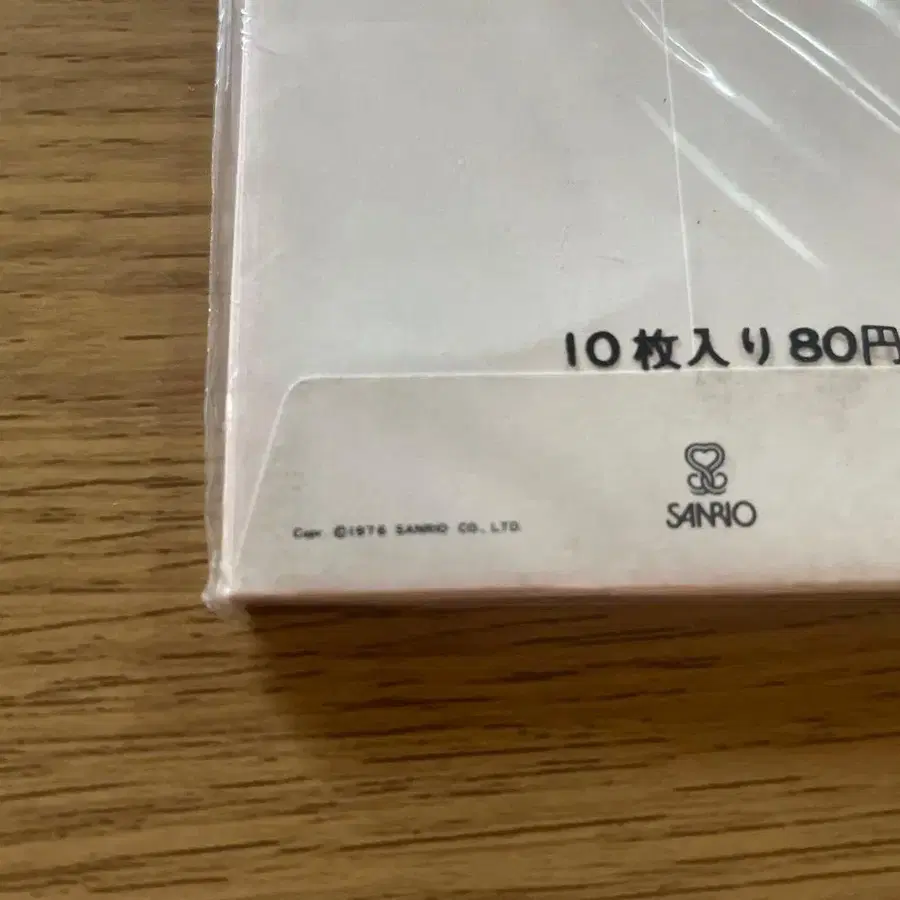 10枚入り80円
SANRIO
Copr. ©1976 SANRIO CO., LTD.